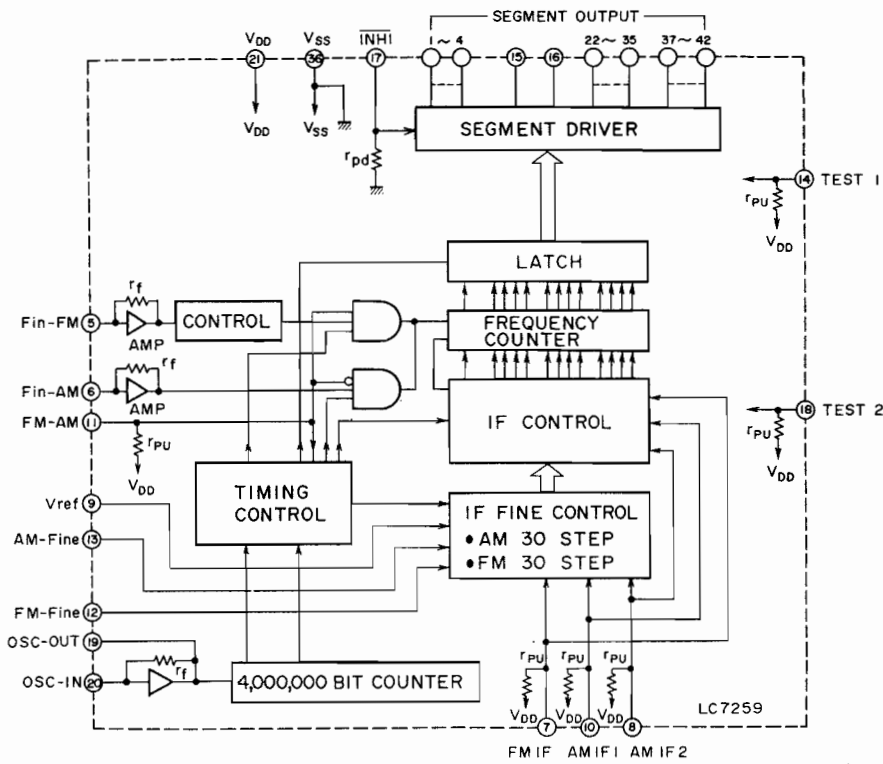 SEGMENT OUTPUT
VDD VSS INHI 1 ~ 4 22 ~ 35 37 ~ 42
21 36 17 15 16
VDD VSS
SEGMENT DRIVER
rpd
14 TEST 1
rPU
VDD
LATCH
rf
Fin-FM 5 CONTROL
AMP
FREQUENCY
COUNTER
rf
Fin-AM 6
AMP
IF CONTROL
18 TEST 2
rPU
VDD
FM-AM 11
rPU
VDD
TIMING
CONTROL
Vref 9
IF FINE CONTROL
• AM 30 STEP
• FM 30 STEP
AM-Fine 13
FM-Fine 12
OSC-OUT 19
rf
OSC-IN 20
4,000,000 BIT COUNTER
rPU rPU rPU
VDD VDD VDD
LC7259
7 10 8
FM IF AM IF1 AM IF2